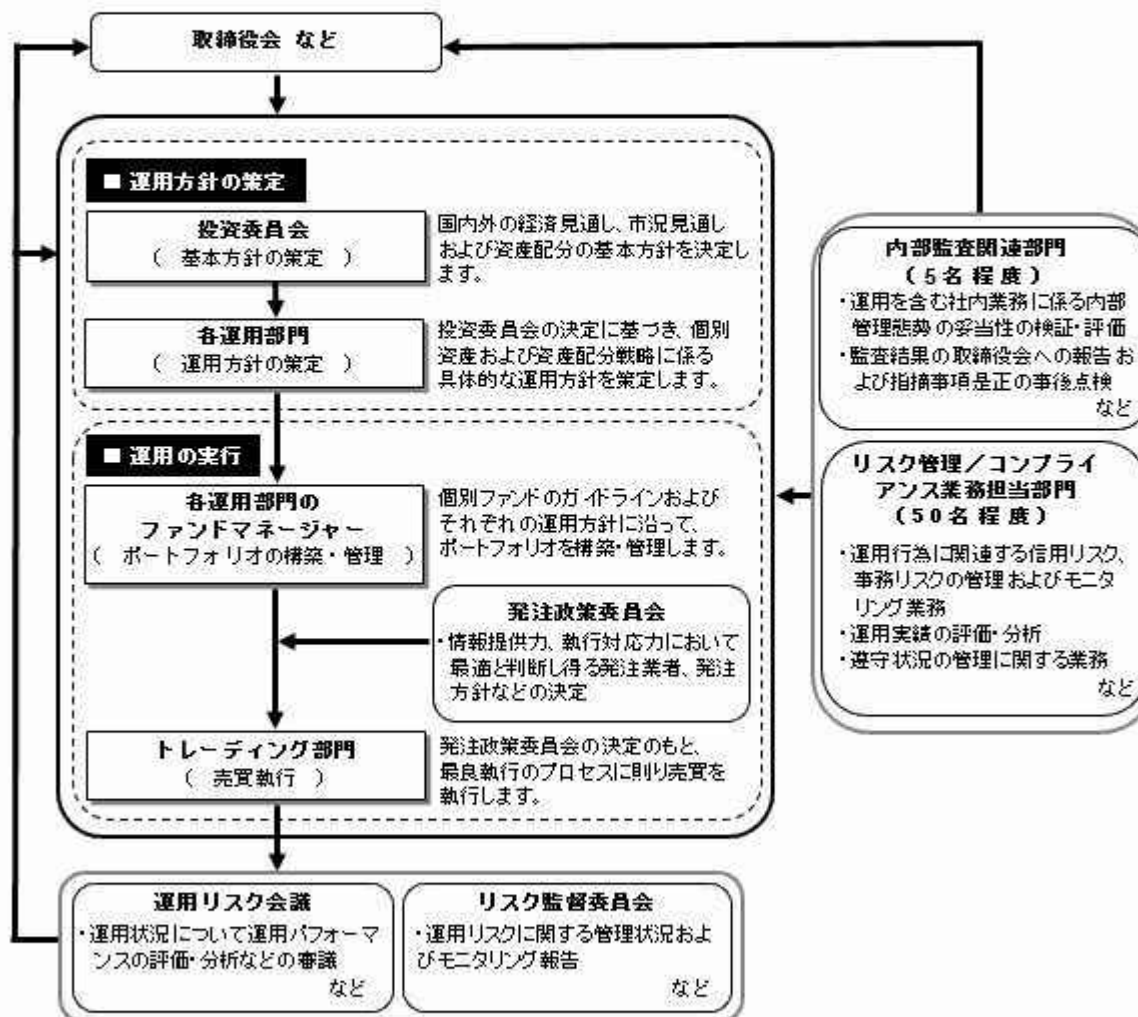 取締役会 など
■ 運用方針の策定
投資委員会
( 基本方針の策定 )
国内外の経済見通し、市況見通し
および資産配分の基本方針を決定し
ます。
各運用部門
( 運用方針の策定 )
投資委員会の決定に基づき、個別
資産および資産配分戦略に係る
具体的な運用方針を策定します。
■ 運用の実行
各運用部門の
ファンドマネージャー
( ポートフォリオの構築・管理 )
個別ファンドのガイドラインおよび
それぞれの運用方針に沿って、
ポートフォリオを構築・管理します。
発注政策委員会
・情報提供力、執行対応力において
最適と判断し得る発注業者、発注
方針などの決定
トレーディング部門
( 売買執行 )
発注政策委員会の決定のもと、
最良執行のプロセスに則り売買を
執行します。
内部監査関連部門
(5名程度)
・運用を含む社内業務に係る内部
管理態勢の妥当性の検証・評価
・監査結果の取締役会への報告お
よび指摘事項是正の事後点検
など
リスク管理/コンプライ
アンス業務担当部門
(50名程度)
・運用行為に関連する信用リスク、
事務リスクの管理およびモニタ
リング業務
・運用実績の評価・分析
・遵守状況の管理に関する業務
など
運用リスク会議
・運用状況について運用パフォーマ
ンスの評価・分析などの審議
など
リスク監督委員会
・運用リスクに関する管理状況およ
びモニタリング報告
など